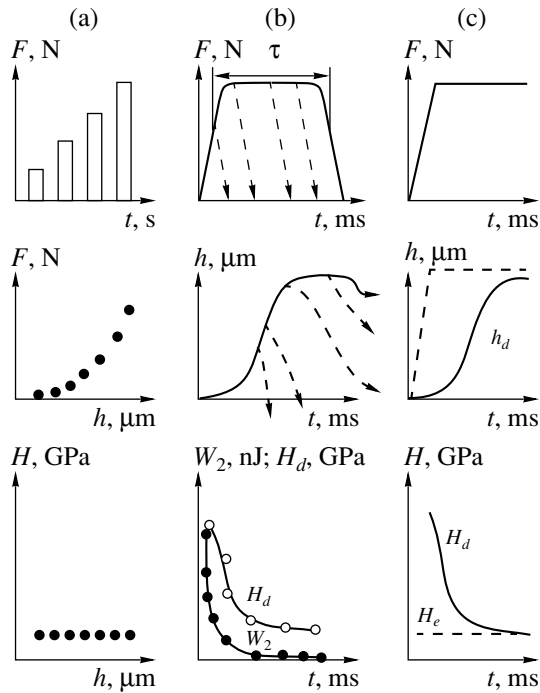 (a) (b) (c)
F, N F, N τ F, N
t, s t, ms t, ms
F, N h, μm h, μm
h_d
h, μm t, ms t, ms
H, GPa W_2, nJ; H_d, GPa H, GPa
H_d H_d
W_2 H_e
h, μm t, ms t, ms